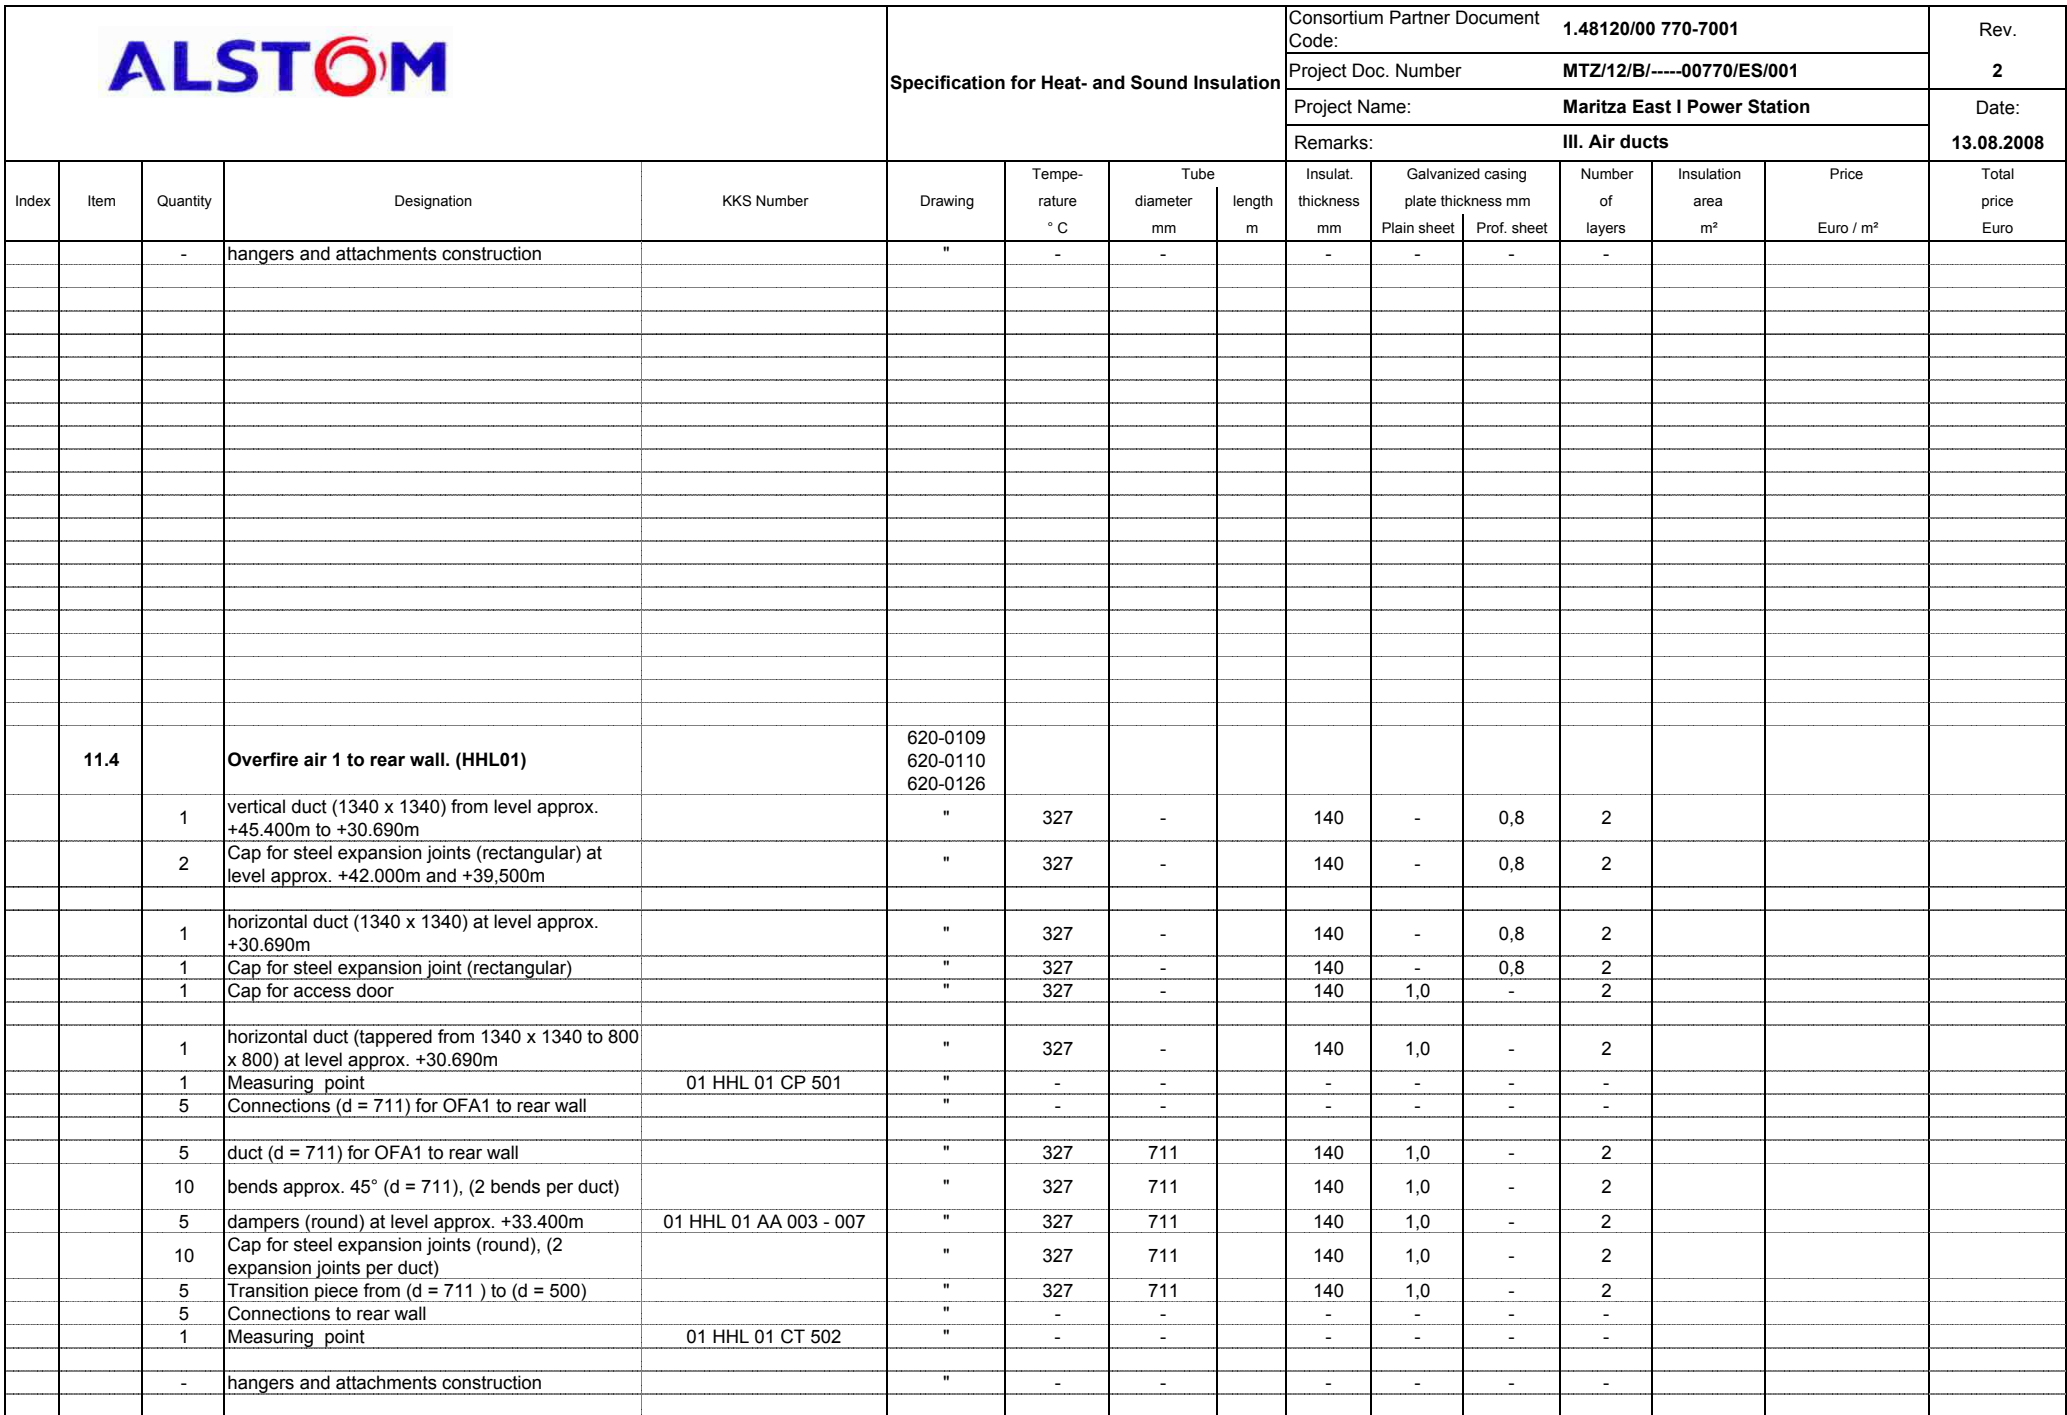 ALSTOM
Specification for Heat- and Sound Insulation
Consortium Partner Document Code: 1.48120/00 770-7001
Rev.
Project Doc. Number MTZ/12/B/-----00770/ES/001
2
Project Name: Maritza East I Power Station
Date:
Remarks: III. Air ducts
13.08.2008
Index Item Quantity Designation KKS Number Drawing Tempe-rature ° C Tube diameter mm length m Insulat. thickness mm Galvanized casing plate thickness mm Plain sheet Prof. sheet Number of layers Insulation area m² Price Euro / m² Total price Euro
- hangers and attachments construction " - - - - - -
11.4 Overfire air 1 to rear wall. (HHL01) 620-0109
620-0110
620-0126
1 vertical duct (1340 x 1340) from level approx.
+45.400m to +30.690m " 327 - 140 - 0,8 2
2 Cap for steel expansion joints (rectangular) at
level approx. +42.000m and +39,500m " 327 - 140 - 0,8 2
1 horizontal duct (1340 x 1340) at level approx.
+30.690m " 327 - 140 - 0,8 2
1 Cap for steel expansion joint (rectangular) " 327 - 140 - 0,8 2
1 Cap for access door " 327 - 140 1,0 - 2
1 horizontal duct (tappered from 1340 x 1340 to 800
x 800) at level approx. +30.690m " 327 - 140 1,0 - 2
1 Measuring point 01 HHL 01 CP 501 " - - - - - -
5 Connections (d = 711) for OFA1 to rear wall " - - - - - -
5 duct (d = 711) for OFA1 to rear wall " 327 711 140 1,0 - 2
10 bends approx. 45° (d = 711), (2 bends per duct) " 327 711 140 1,0 - 2
5 dampers (round) at level approx. +33.400m 01 HHL 01 AA 003 - 007 " 327 711 140 1,0 - 2
10 Cap for steel expansion joints (round), (2
expansion joints per duct) " 327 711 140 1,0 - 2
5 Transition piece from (d = 711 ) to (d = 500) " 327 711 140 1,0 - 2
5 Connections to rear wall " - - - - - -
1 Measuring point 01 HHL 01 CT 502 " - - - - - -
- hangers and attachments construction " - - - - - -